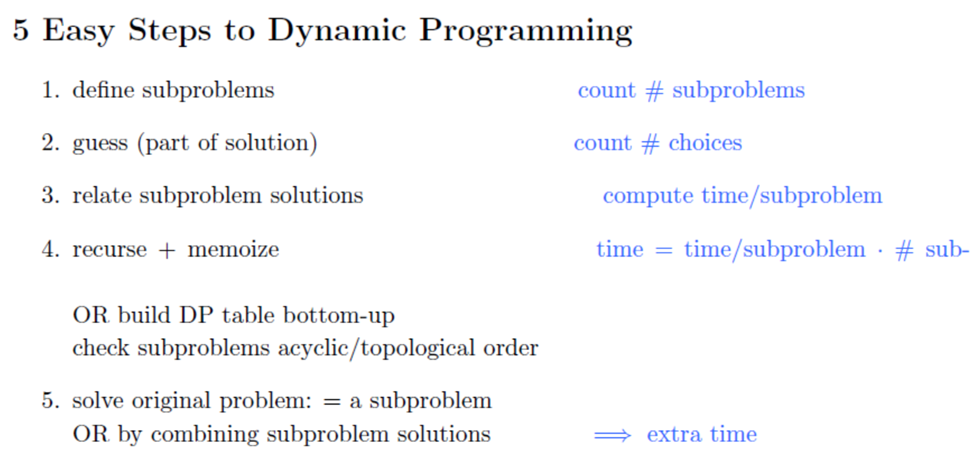 5 Easy Steps to Dynamic Programming
1. define subproblems count # subproblems
2. guess (part of solution) count # choices
3. relate subproblem solutions compute time/subproblem
4. recurse + memoize time = time/subproblem · # sub-
OR build DP table bottom-up
check subproblems acyclic/topological order
5. solve original problem: = a subproblem
OR by combining subproblem solutions ⟹ extra time